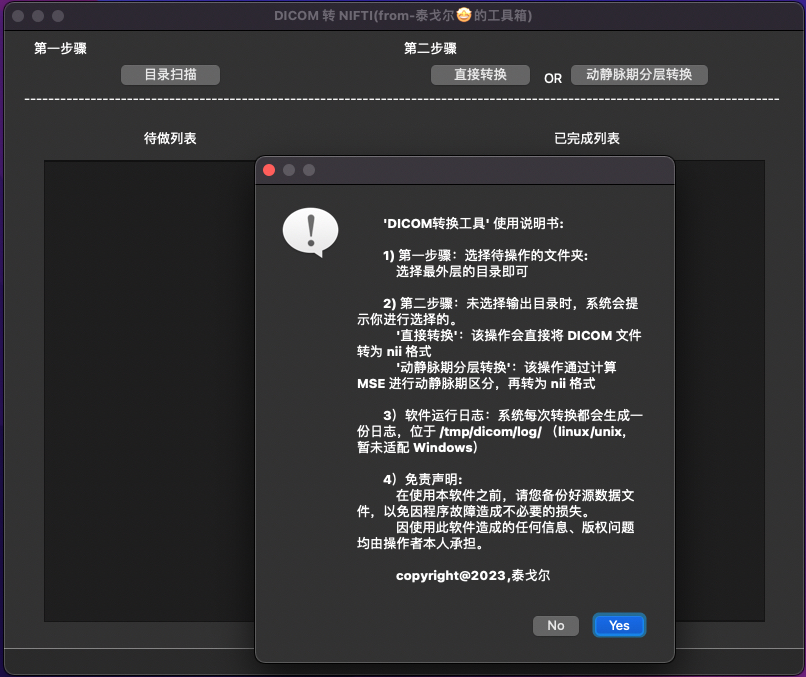 DICOM 转 NIFTI(from-泰戈尔🤩的工具箱)
第一步骤
第二步骤
目录扫描
直接转换
OR
动静脉期分层转换
待做列表
已完成列表
'DICOM转换工具' 使用说明书:
1) 第一步骤：选择待操作的文件夹:
选择最外层的目录即可
2) 第二步骤：未选择输出目录时，系统会提
示你进行选择的。
'直接转换'：该操作会直接将 DICOM 文件
转为 nii 格式
'动静脉期分层转换'：该操作通过计算
MSE 进行动静脉期区分，再转为 nii 格式
3）软件运行日志：系统每次转换都会生成一
份日志，位于 /tmp/dicom/log/ （linux/unix,
暂未适配 Windows）
4）免责声明:
在使用本软件之前，请您备份好源数据文
件，以免因程序故障造成不必要的损失。
因使用此软件造成的任何信息、版权问题
均由操作者本人承担。
copyright@2023,泰戈尔
No
Yes